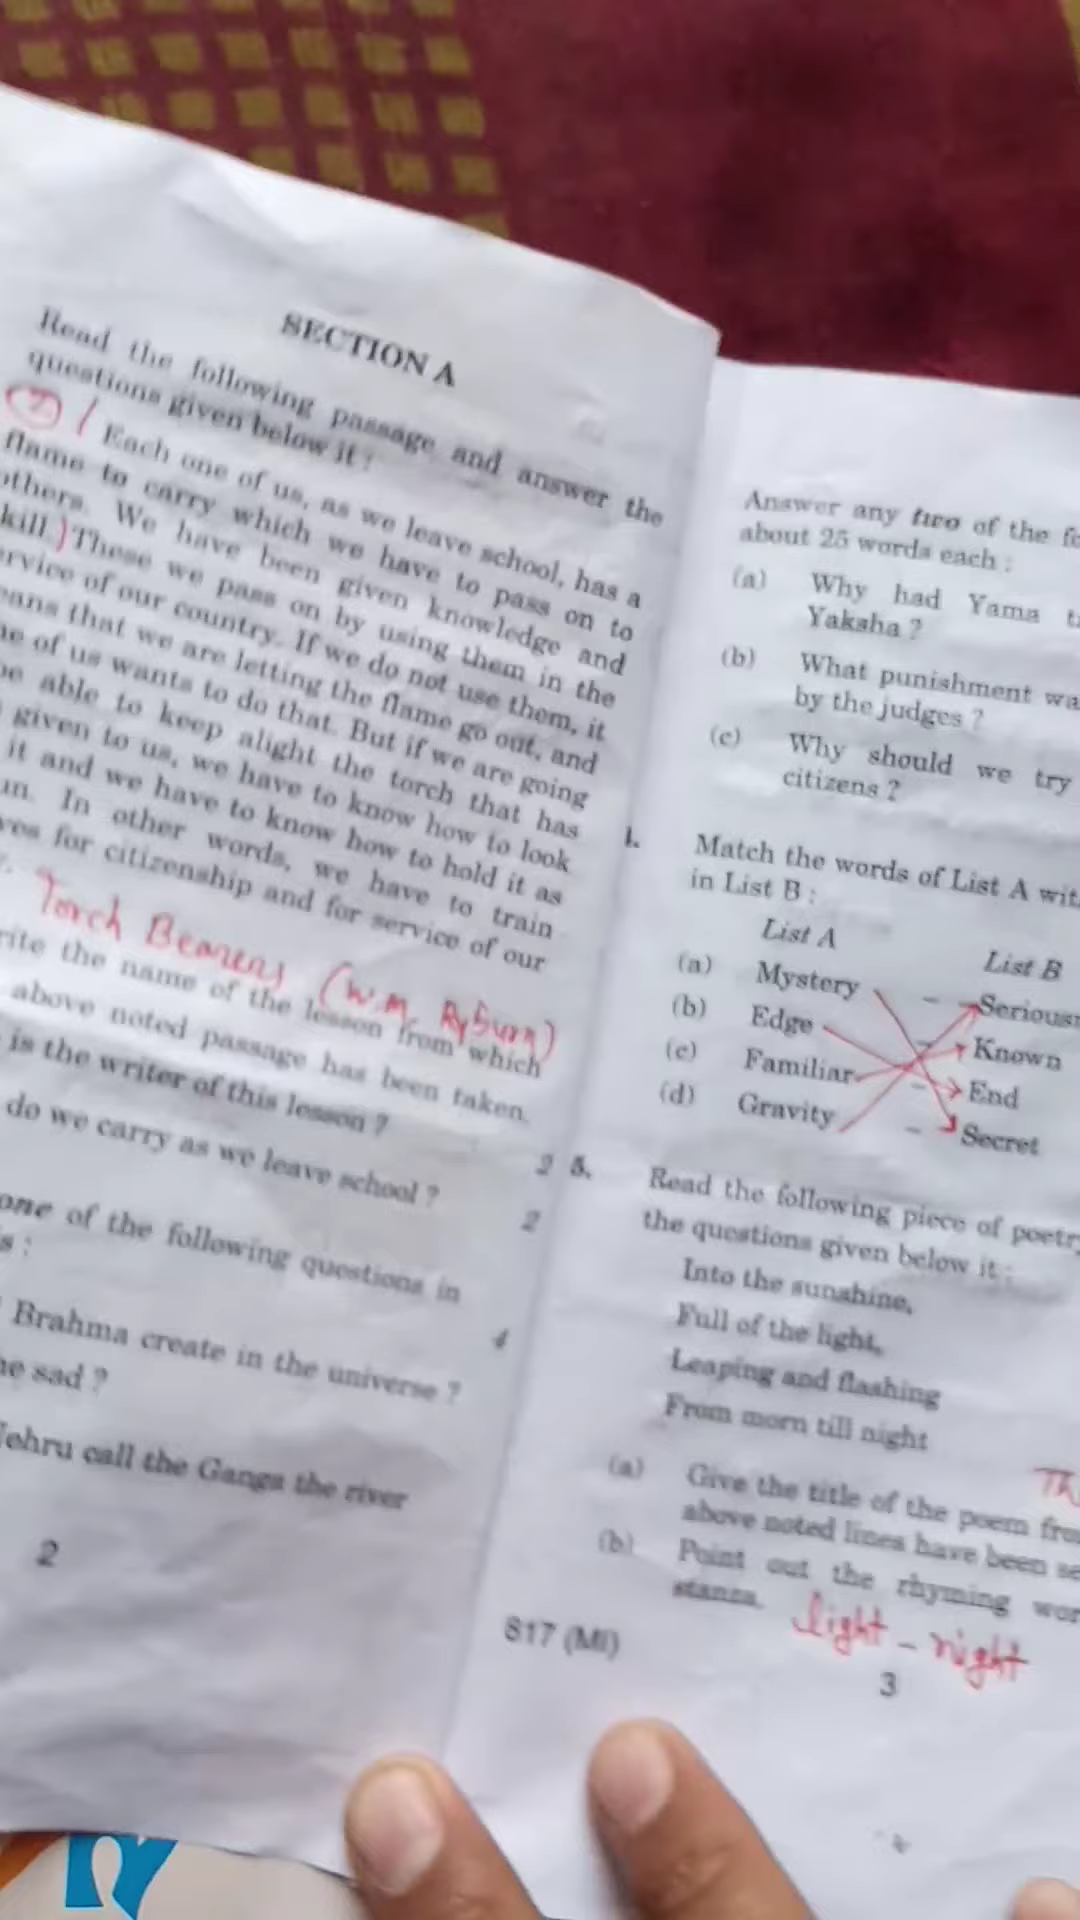 SECTION A
Read the following passage and answer the
questions given below it :
Each one of us, as we leave school, has a
flame to carry which we have to pass on to
others. We have been given knowledge and
kill.) These we pass on by using them in the
ervice of our country. If we do not use them, it
eans that we are letting the flame go out, and
ne of us wants to do that. But if we are going
be able to keep alight the torch that has
given to us, we have to know how to look
it and we have to know how to hold it as
un. In other words, we have to train
ves for citizenship and for service of our
Torch Bearers (W.M. Ryburn)
rite the name of the lesson from which
above noted passage has been taken.
is the writer of this lesson ?
do we carry as we leave school ? 2
2
one of the following questions in
s :
4
Brahma create in the universe ?
he sad ?
Nehru call the Ganga the river
2
Answer any two of the fo
about 25 words each :
(a) Why had Yama t
Yaksha ?
(b) What punishment wa
by the judges ?
(c) Why should we try
citizens ?
Match the words of List A wit
in List B :
List A List B
(a) Mystery – Serious
(b) Edge – Known
(c) Familiar – End
(d) Gravity – Secret
5. Read the following piece of poetry
the questions given below it :
Into the sunshine,
Full of the light,
Leaping and flashing
From morn till night
Th
(a) Give the title of the poem fro
above noted lines have been se
(b) Point out the rhyming wor
stanza.
light - night
817 (MI)
3